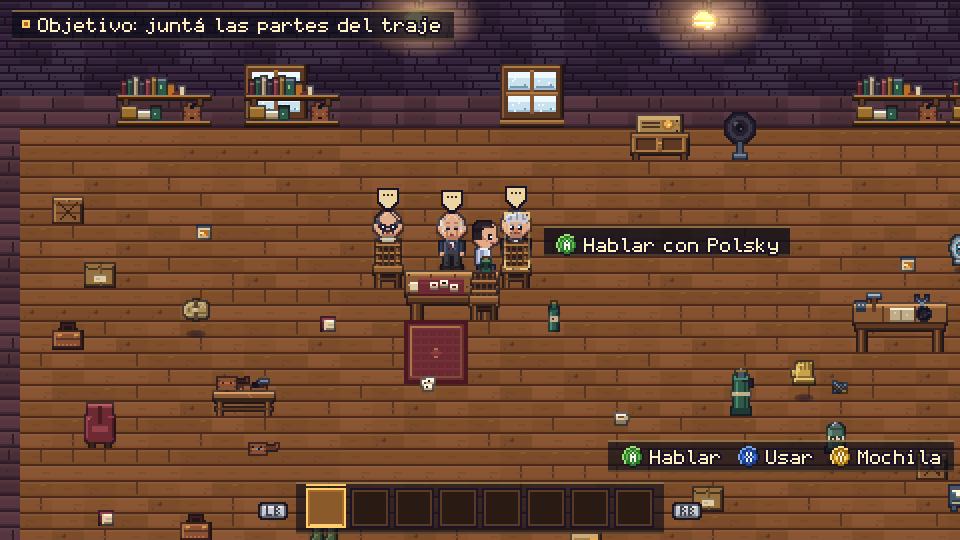 Objetivo: juntá las partes del traje
A Hablar con Polsky
A Hablar X Usar Y Mochila
LB RB